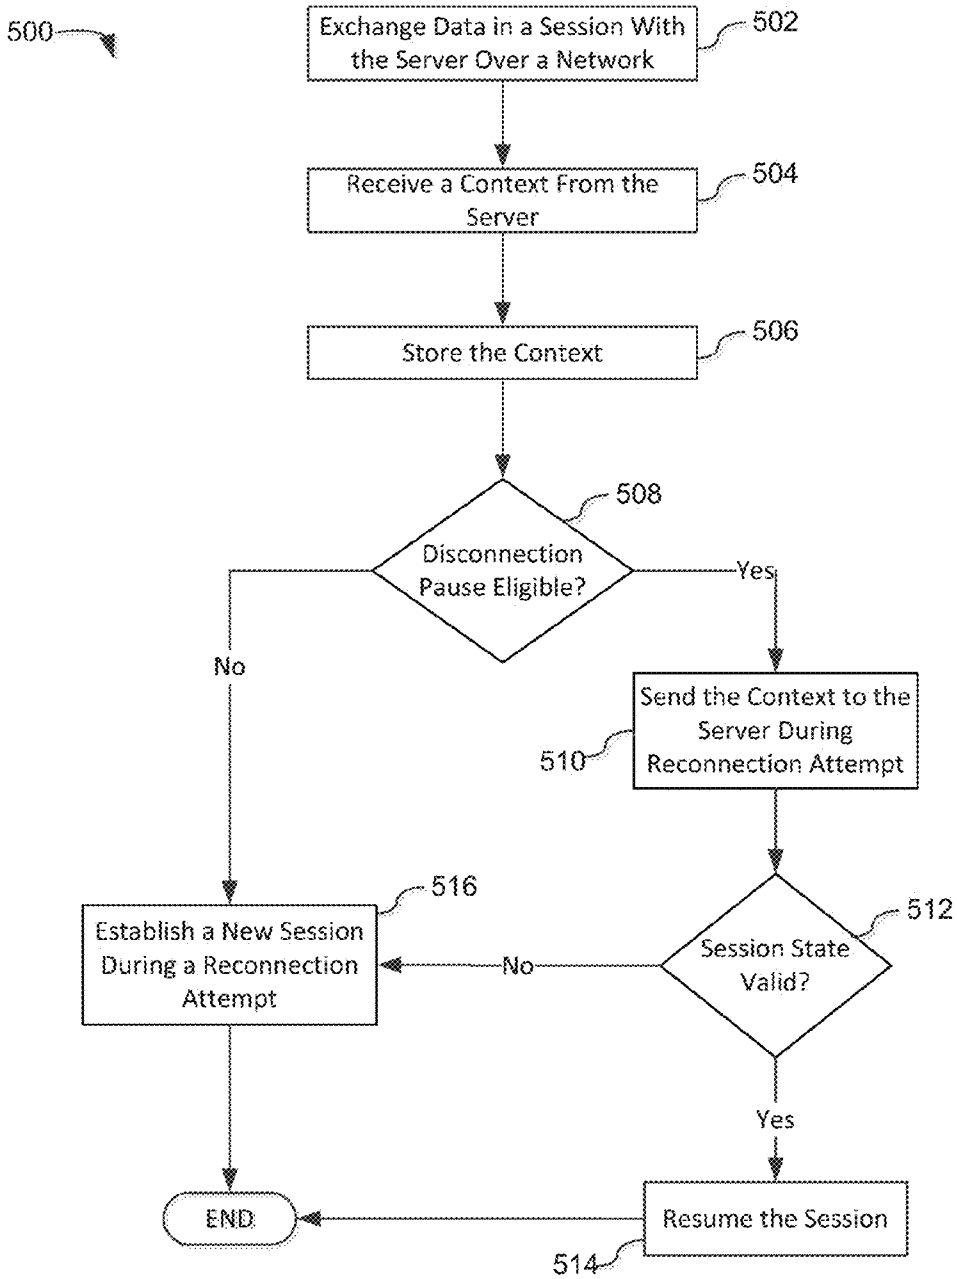 500
Exchange Data in a Session With
the Server Over a Network
502
Receive a Context From the
Server
504
Store the Context
506
Disconnection
Pause Eligible?
508
Yes
No
Send the Context to the
Server During
Reconnection Attempt
510
516
Establish a New Session
During a Reconnection
Attempt
No
Session State
Valid?
512
Yes
END
Resume the Session
514